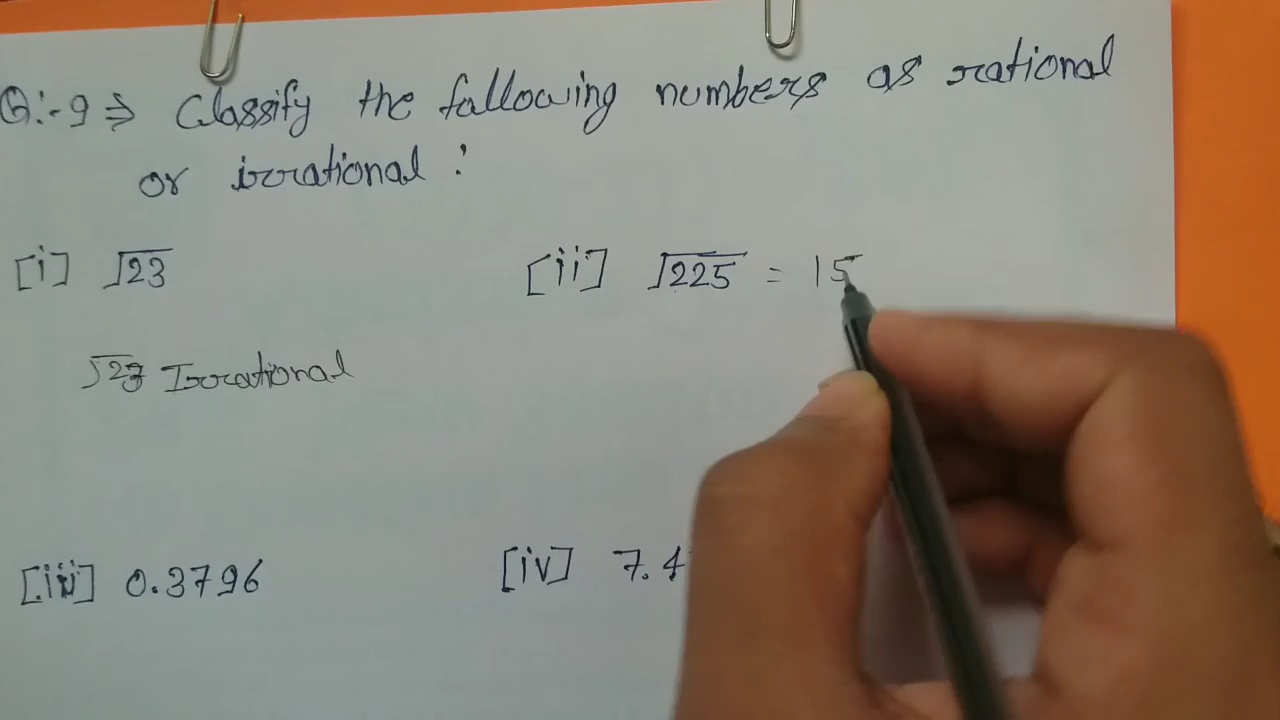 Q:-9⇒ Classify the following numbers as rational
or irrational :
[i] √23
[ii] √225 = 15
√23 Irrational
[iii] 0.3796
[iv] 7.4